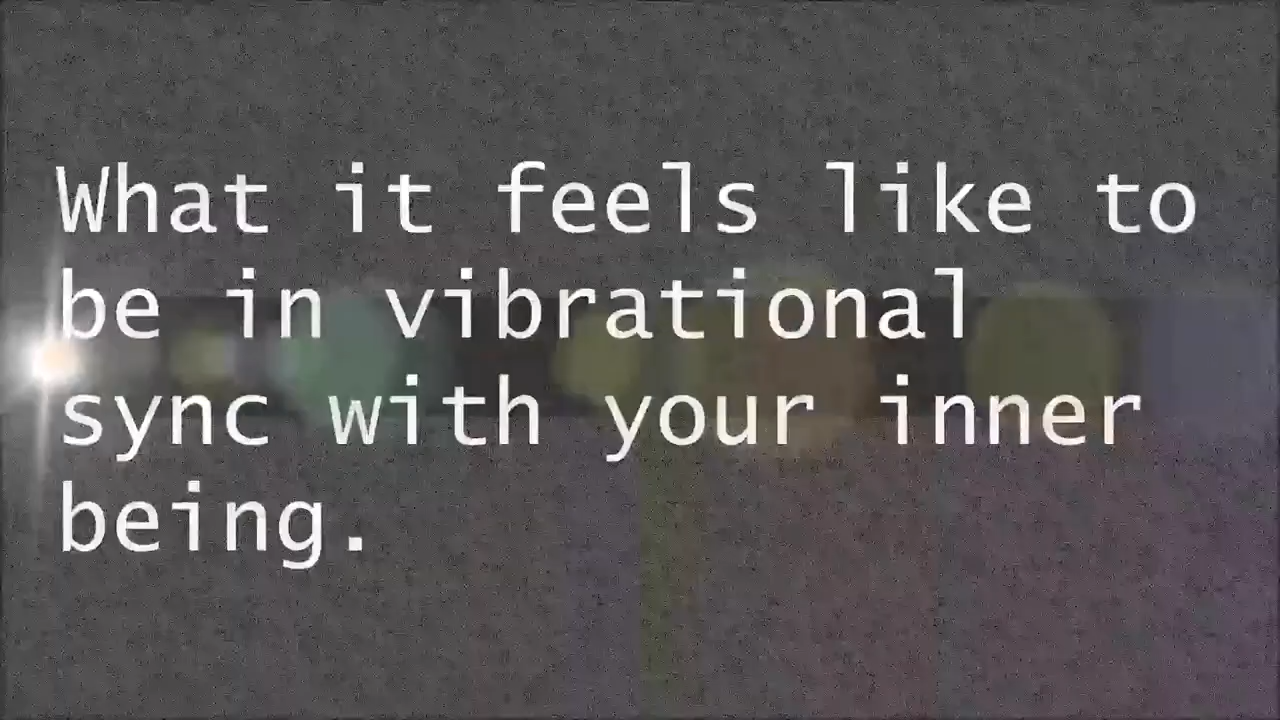 What it feels like to
be in vibrational
sync with your inner
being.